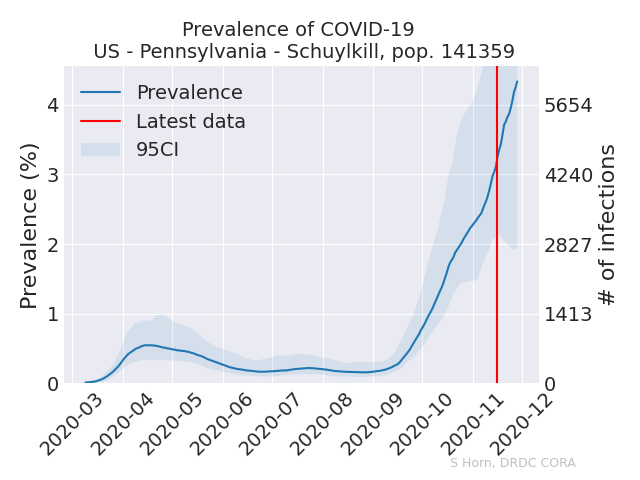 Prevalence of COVID-19
US - Pennsylvania - Schuylkill, pop. 141359
Prevalence
Latest data
95CI
Prevalence (%)
4
3
2
1
0
5654
4240
2827
1413
0
# of infections
2020-03
2020-04
2020-05
2020-06
2020-07
2020-08
2020-09
2020-10
2020-11
2020-12
S Horn, DRDC CORA